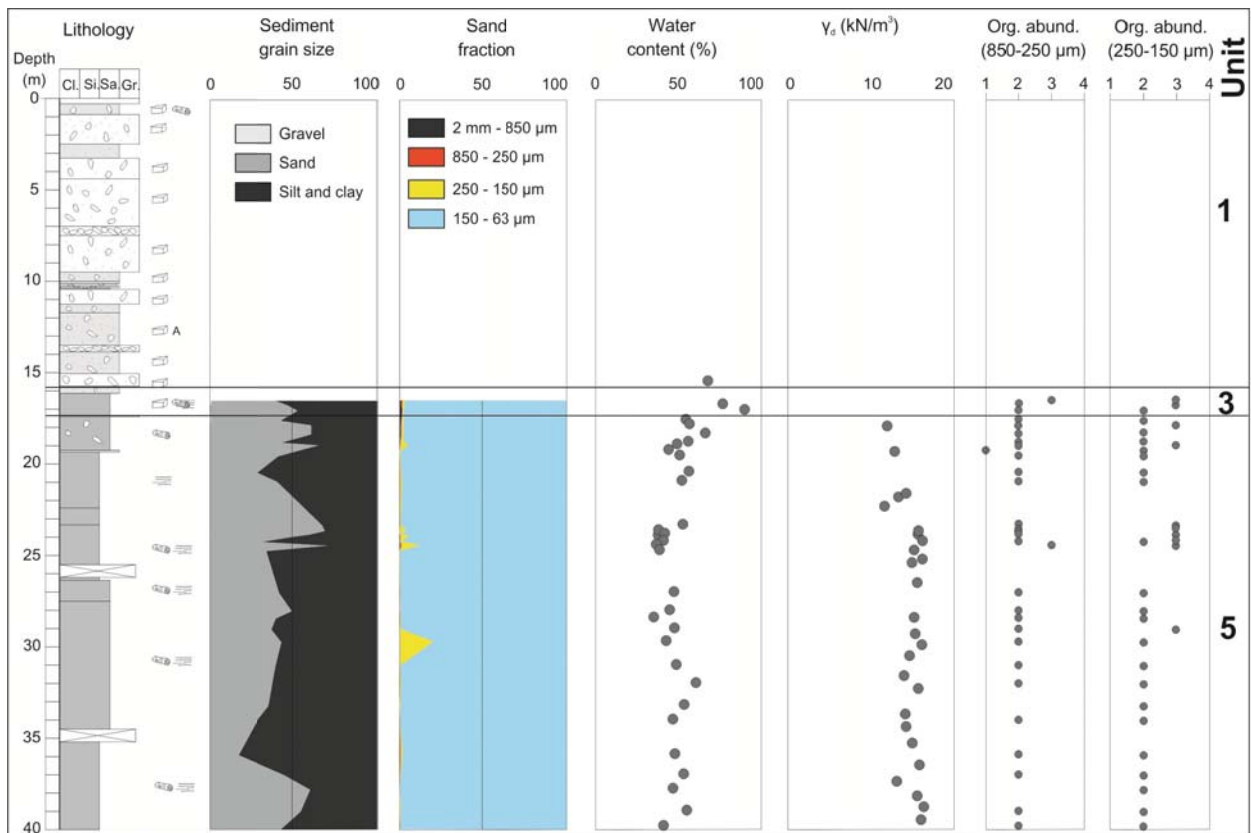 Lithology
Depth
(m)
Cl. Si. Sa. Gr.
Sediment
grain size
0 50 100
Gravel
Sand
Silt and clay
Sand
fraction
0 50 100
2 mm - 850 µm
850 - 250 µm
250 - 150 µm
150 - 63 µm
Water
content (%)
0 50 100
γd (kN/m³)
0 10 20
Org. abund.
(850-250 µm)
1 2 3 4
Org. abund.
(250-150 µm)
1 2 3 4
Unit
0
5
10
A
15
20
25
30
35
40
1
3
5